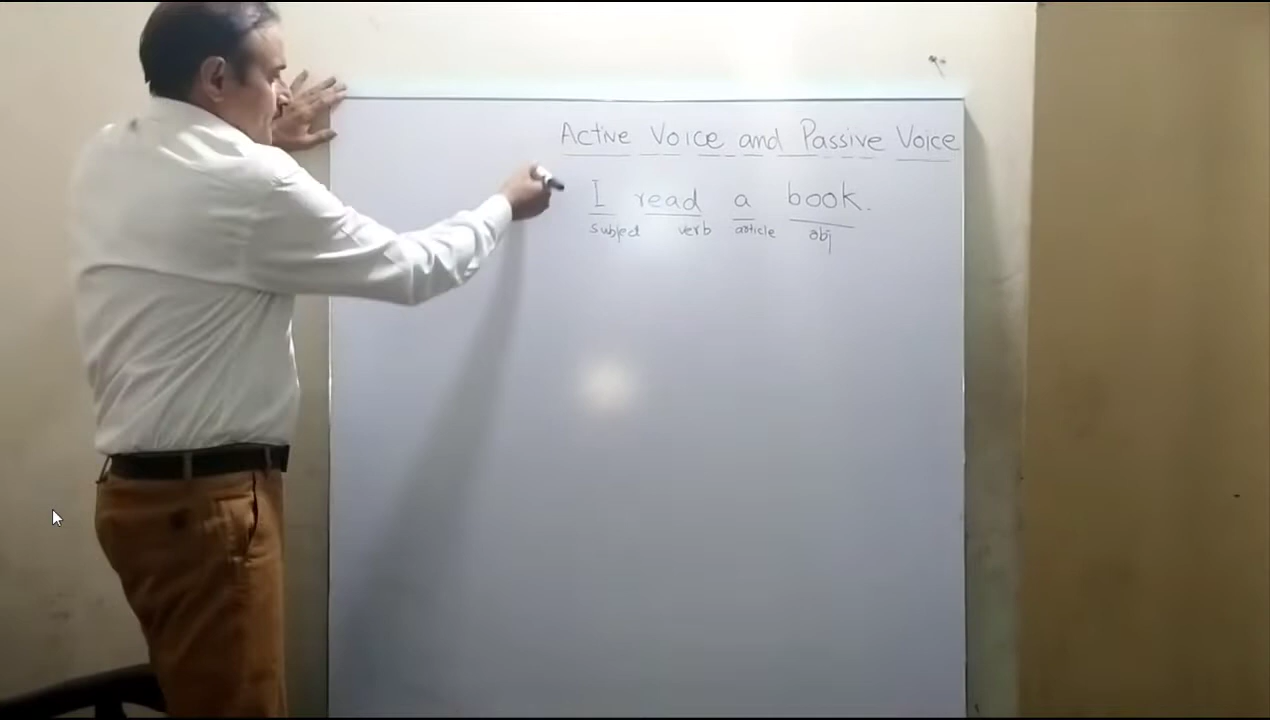 Active Voice and Passive Voice
I read a book.
subject verb article obj